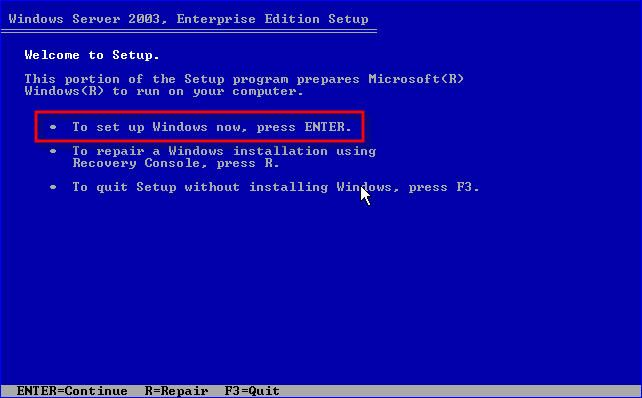 Windows Server 2003, Enterprise Edition Setup
Welcome to Setup.
This portion of the Setup program prepares Microsoft(R)
Windows(R) to run on your computer.
• To set up Windows now, press ENTER.
• To repair a Windows installation using
Recovery Console, press R.
• To quit Setup without installing Windows, press F3.
ENTER=Continue R=Repair F3=Quit